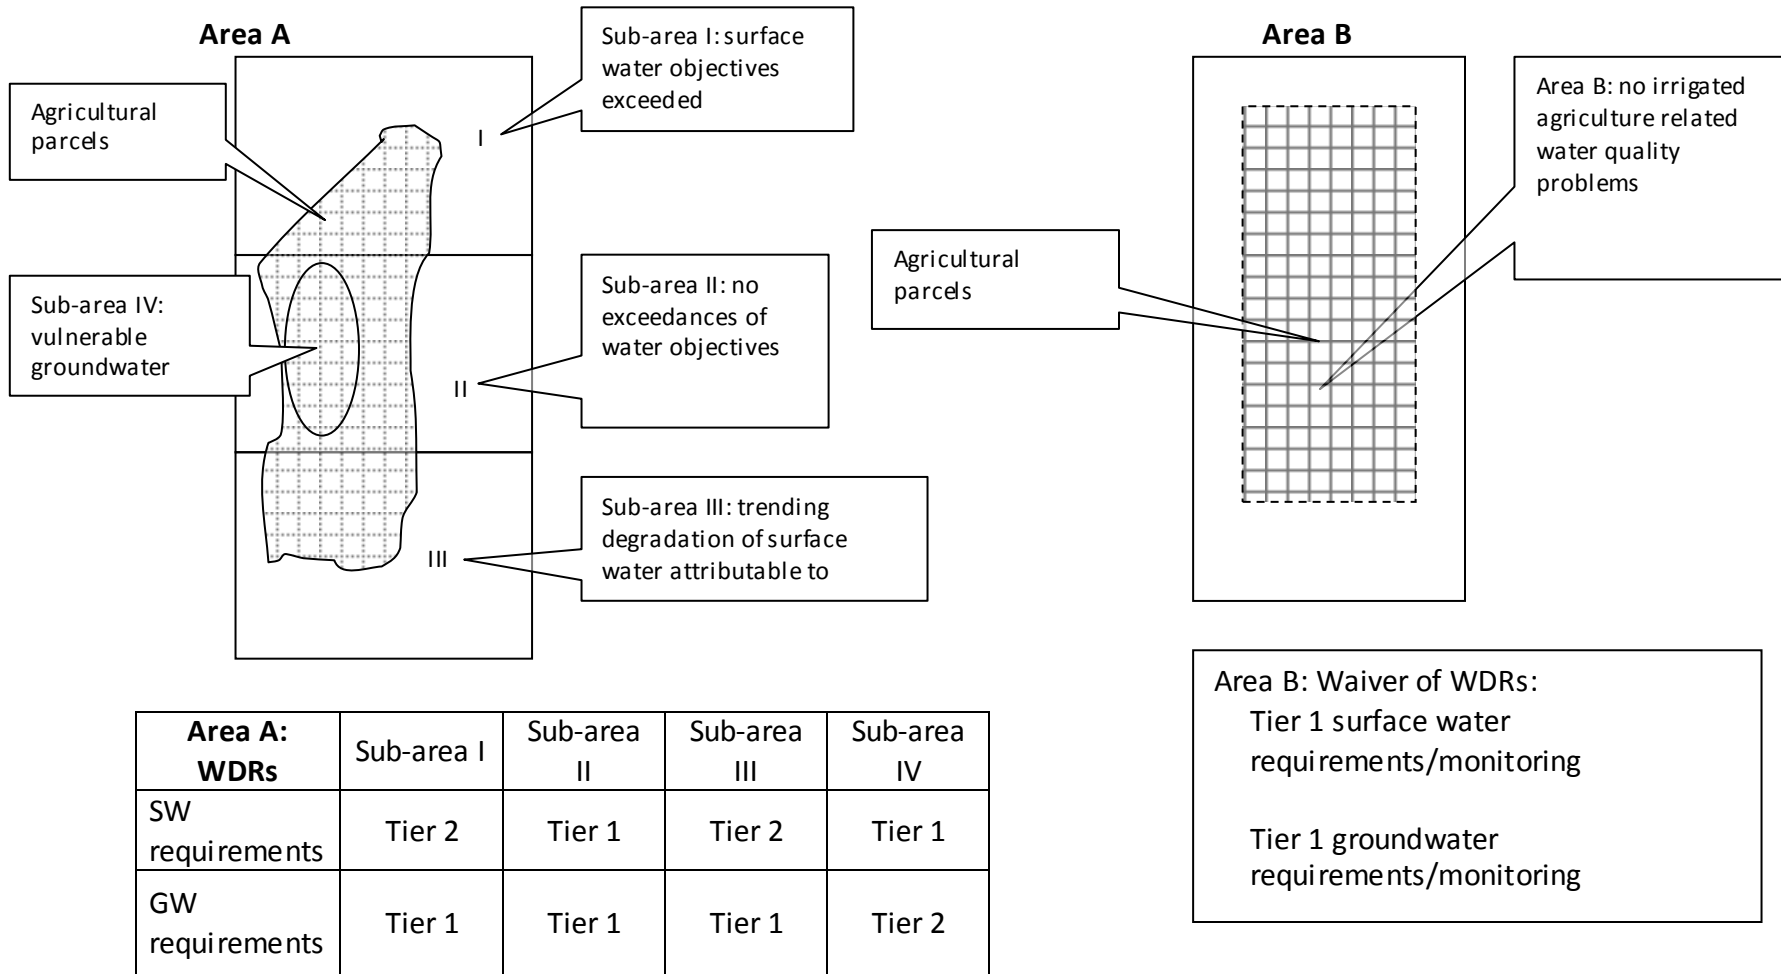 Area A
Area B
Sub-area I: surface
water objectives
exceeded
Area B: no irrigated
agriculture related
water quality
problems
Agricultural
parcels
I
Agricultural
parcels
Sub-area II: no
exceedances of
water objectives
Sub-area IV:
vulnerable
groundwater
II
Sub-area III: trending
degradation of surface
water attributable to
III
Area B: Waiver of WDRs:
Tier 1 surface water
requirements/monitoring
Tier 1 groundwater
requirements/monitoring
Area A:
WDRs
Sub-area I
Sub-area
II
Sub-area
III
Sub-area
IV
SW
requirements
Tier 2
Tier 1
Tier 2
Tier 1
GW
requirements
Tier 1
Tier 1
Tier 1
Tier 2